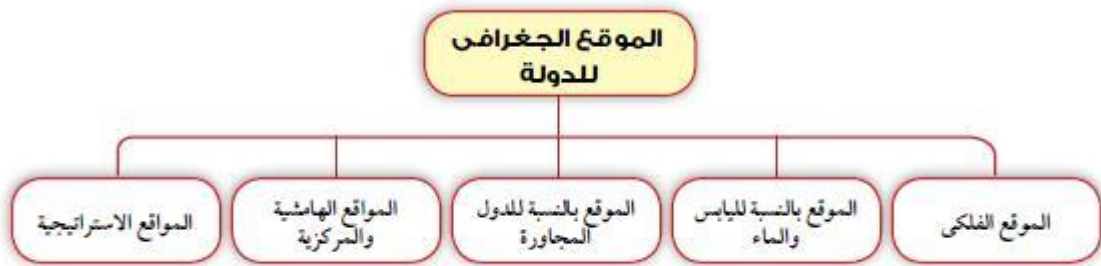 الموقع الجغرافى
للدولة
الموقع الفلكى
الموقع بالنسبة لليابس
والماء
الموقع بالنسبة للدول
المجاورة
المواقع الهامشية
والمركزية
المواقع الاستراتيجية